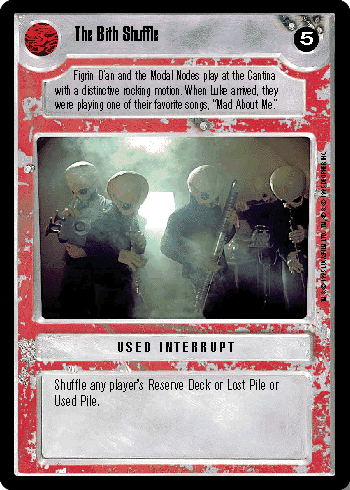 The Bith Shuffle
5
Figrin D'an and the Modal Nodes play at the Cantina
with a distinctive rocking motion. When Luke arrived, they
were playing one of their favorite songs, "Mad About Me."
USED INTERRUPT
Shuffle any player's Reserve Deck or Lost Pile or
Used Pile.